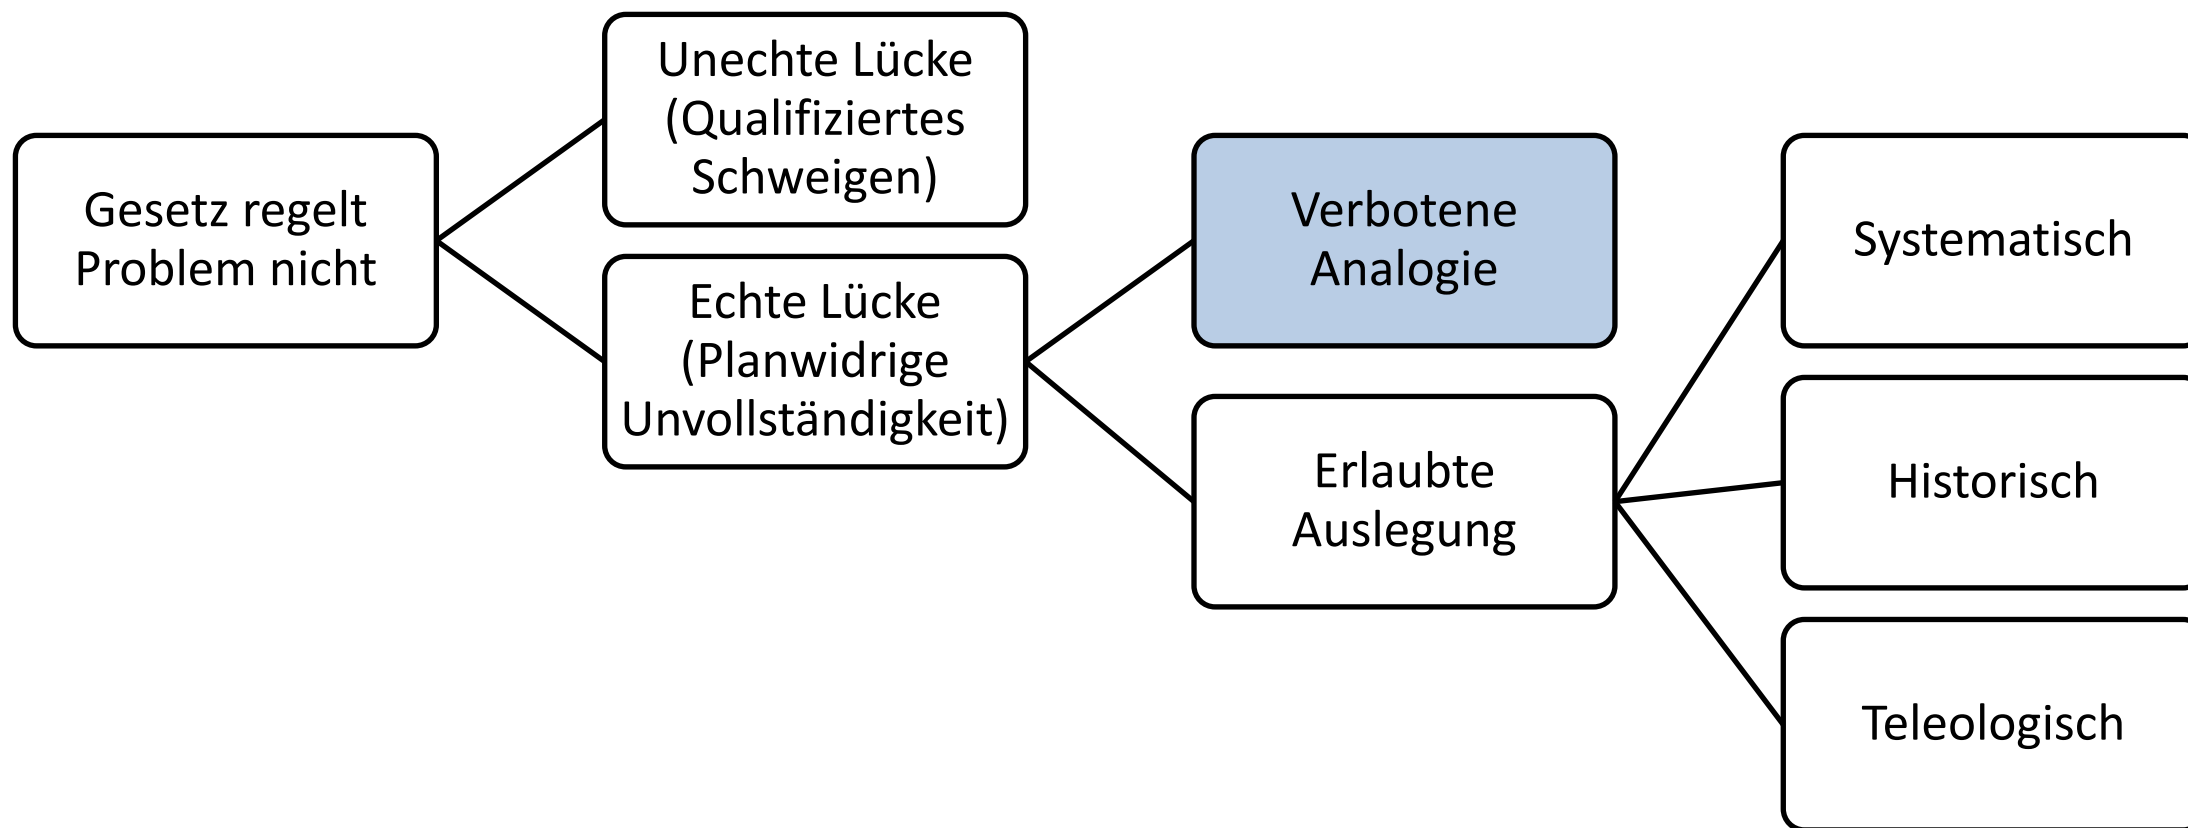 Gesetz regelt
Problem nicht
Unechte Lücke
(Qualifiziertes
Schweigen)
Echte Lücke
(Planwidrige
Unvollständigkeit)
Verbotene
Analogie
Erlaubte
Auslegung
Systematisch
Historisch
Teleologisch